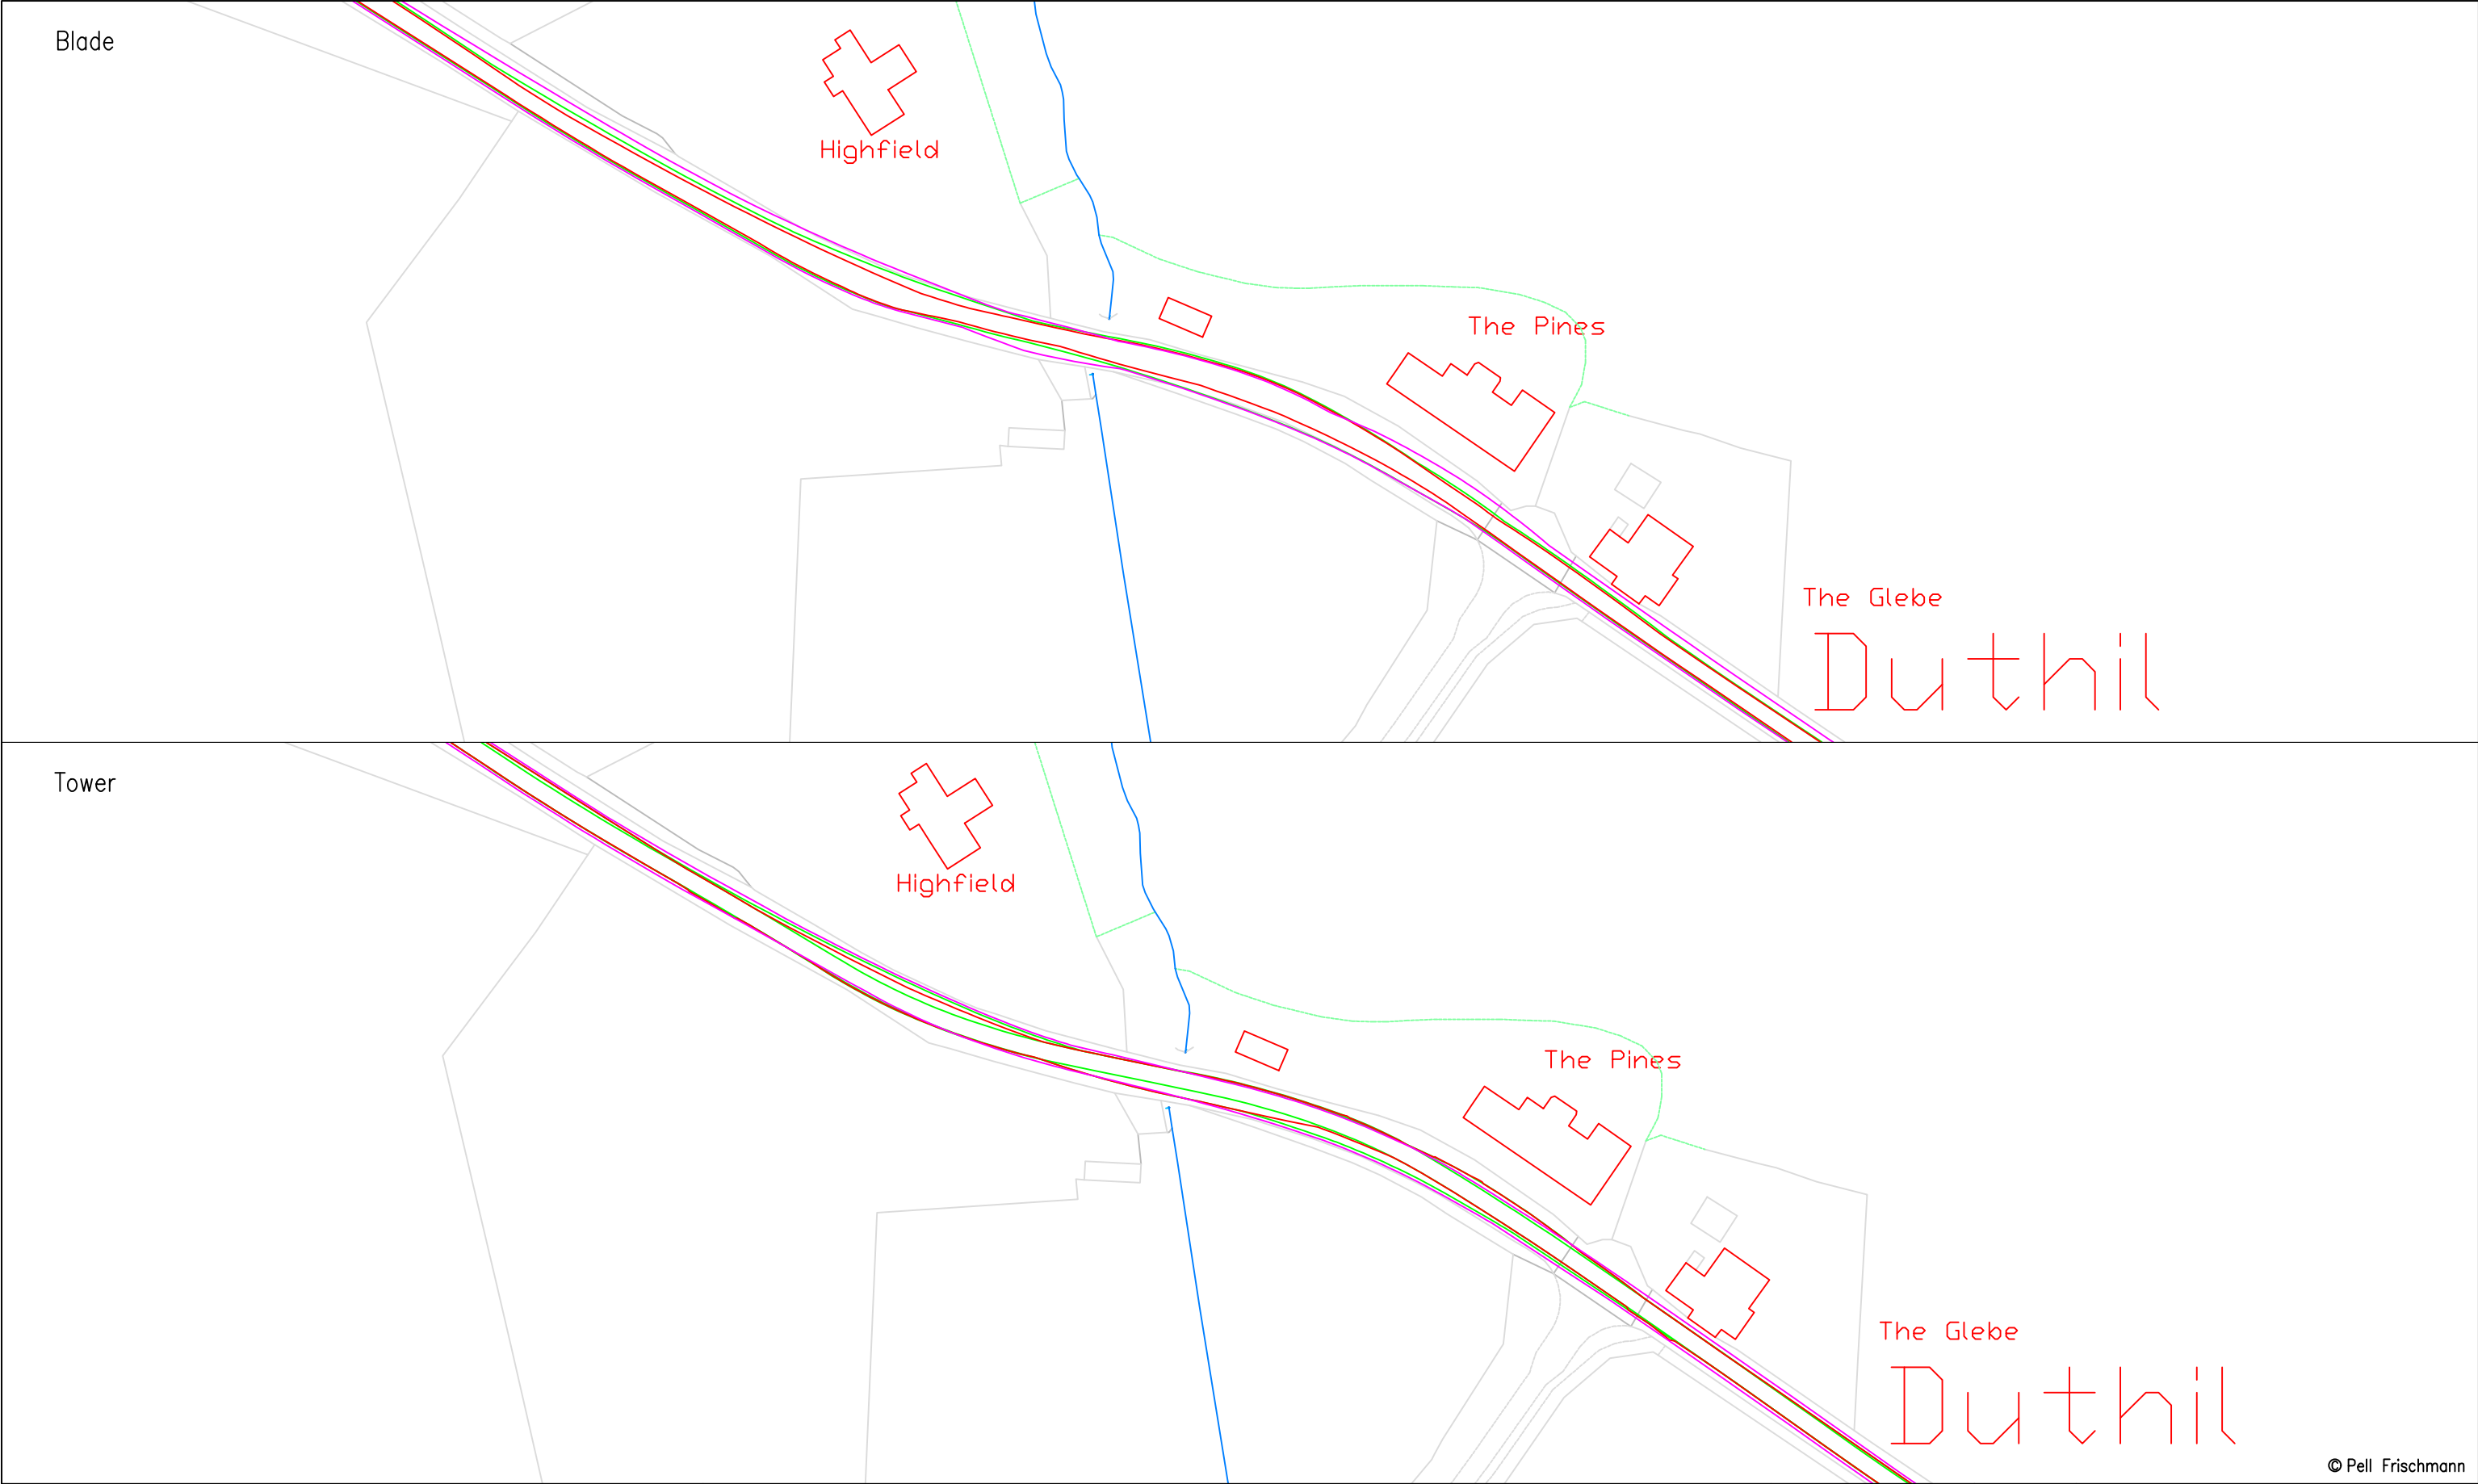 Blade
Highfield
The Pines
The Glebe
Duthil
Tower
Highfield
The Pines
The Glebe
Duthil
© Pell Frischmann